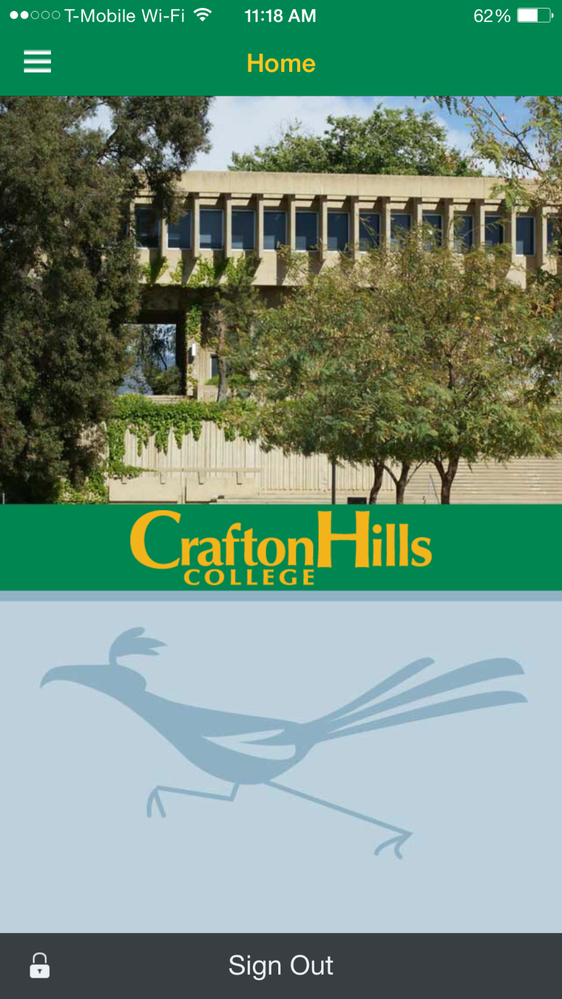 T-Mobile Wi-Fi 11:18 AM 62%
Home
CraftonHills
COLLEGE
Sign Out